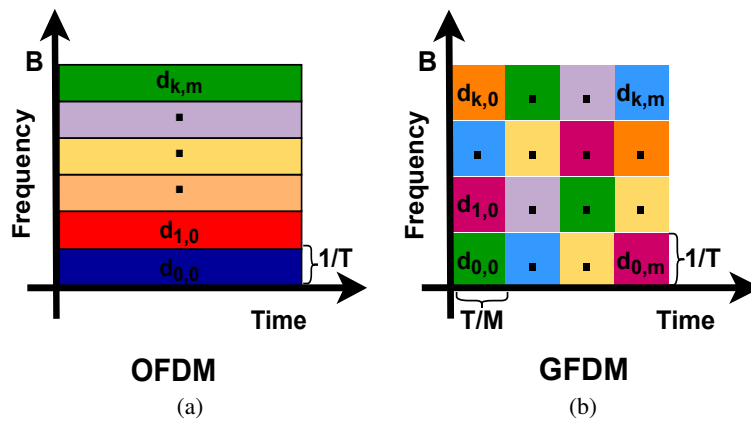 B
Frequency
d_{k,m}
d_{1,0}
d_{0,0}
1/T
Time
OFDM
(a)
B
Frequency
d_{k,0} d_{k,m}
d_{1,0}
d_{0,0} d_{0,m}
1/T
T/M
Time
GFDM
(b)